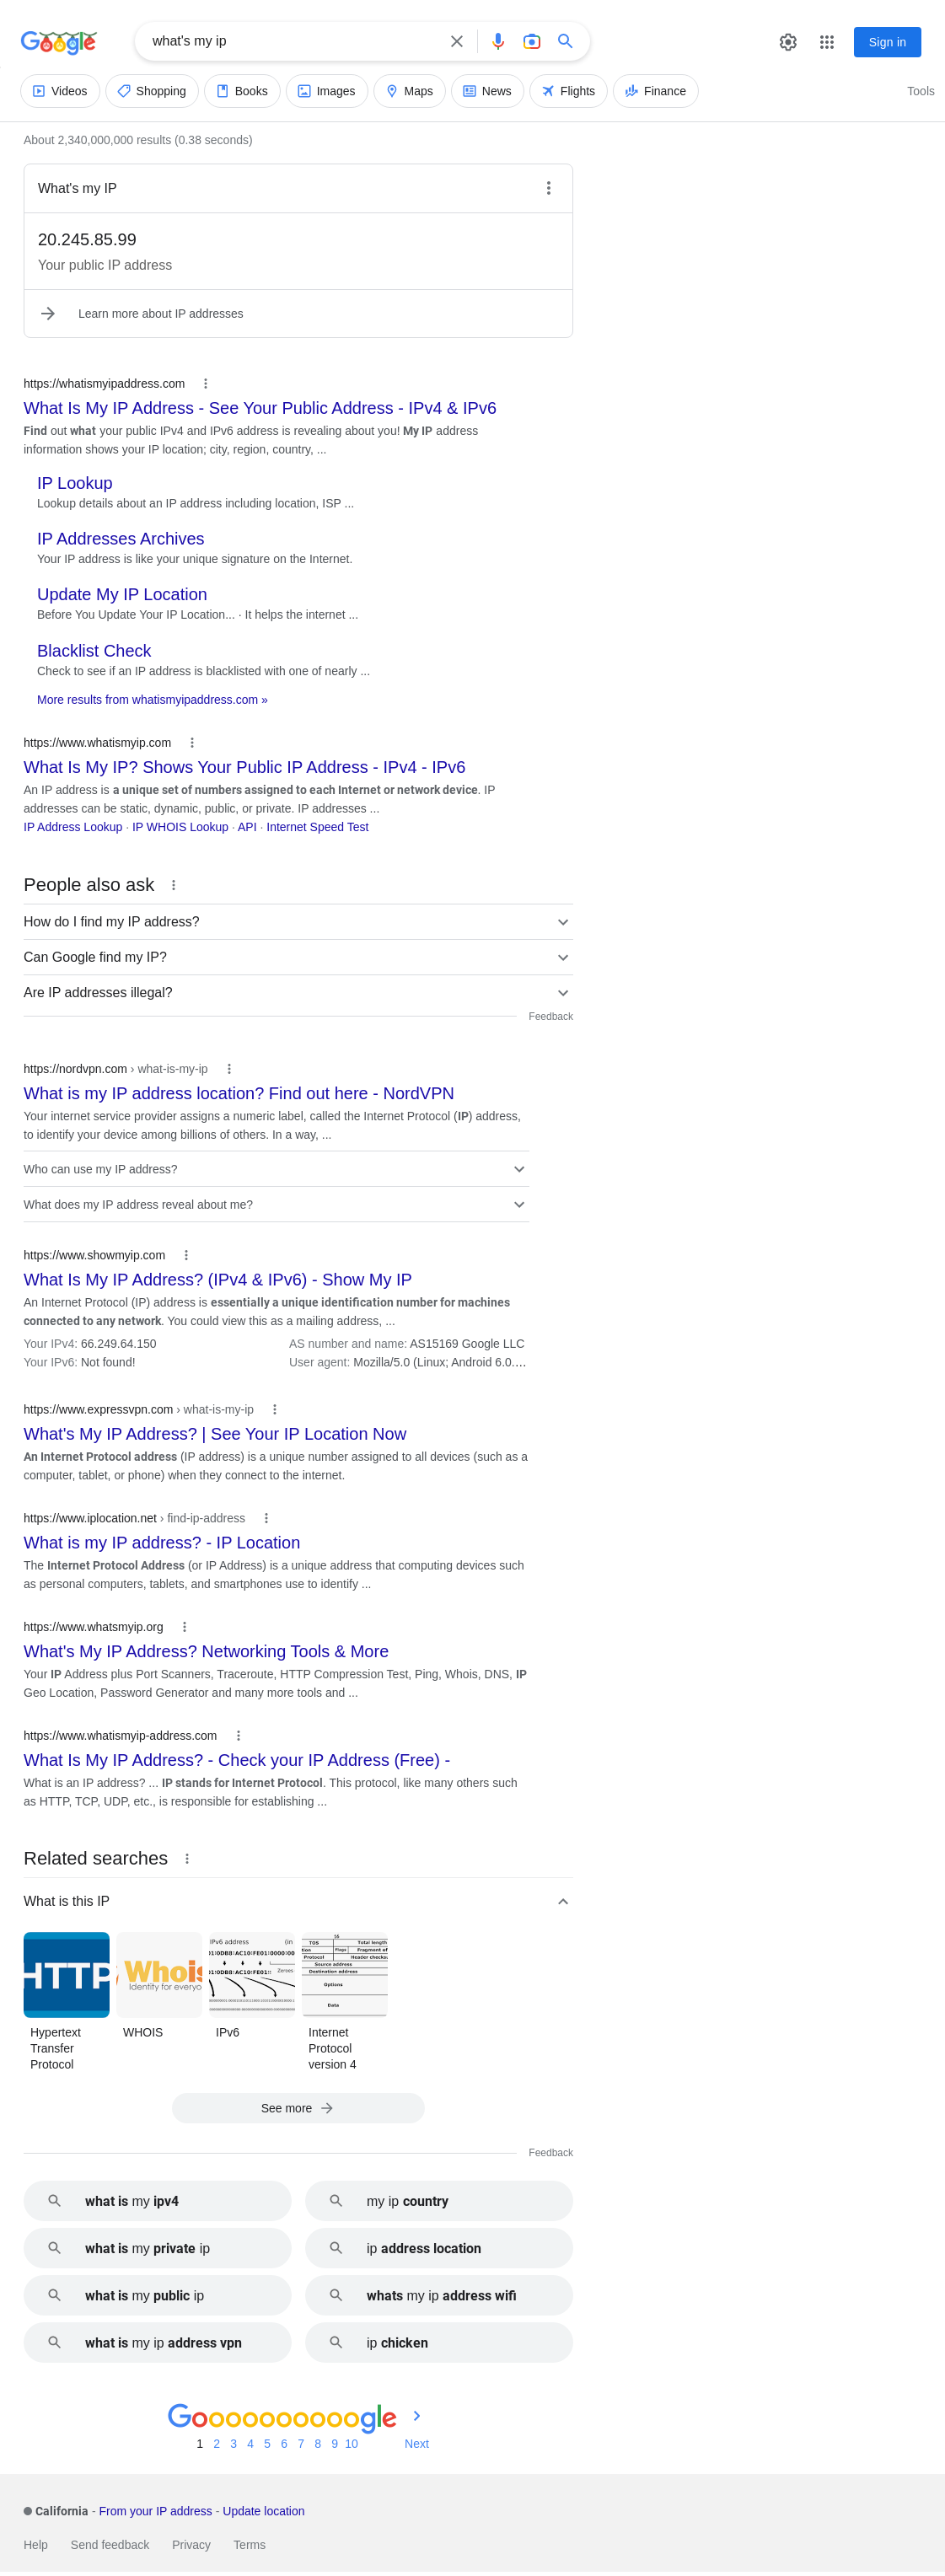 Google
what's my ip
Sign in
Videos
Shopping
Books
Images
Maps
News
Flights
Finance
Tools
About 2,340,000,000 results (0.38 seconds)
What's my IP
20.245.85.99
Your public IP address
Learn more about IP addresses
https://whatismyipaddress.com
What Is My IP Address - See Your Public Address - IPv4 & IPv6
Find out what your public IPv4 and IPv6 address is revealing about you! My IP address
information shows your IP location; city, region, country, ...
IP Lookup
Lookup details about an IP address including location, ISP ...
IP Addresses Archives
Your IP address is like your unique signature on the Internet.
Update My IP Location
Before You Update Your IP Location... · It helps the internet ...
Blacklist Check
Check to see if an IP address is blacklisted with one of nearly ...
More results from whatismyipaddress.com »
https://www.whatismyip.com
What Is My IP? Shows Your Public IP Address - IPv4 - IPv6
An IP address is a unique set of numbers assigned to each Internet or network device. IP
addresses can be static, dynamic, public, or private. IP addresses ...
IP Address Lookup · IP WHOIS Lookup · API · Internet Speed Test
People also ask
How do I find my IP address?
Can Google find my IP?
Are IP addresses illegal?
Feedback
https://nordvpn.com › what-is-my-ip
What is my IP address location? Find out here - NordVPN
Your internet service provider assigns a numeric label, called the Internet Protocol (IP) address,
to identify your device among billions of others. In a way, ...
Who can use my IP address?
What does my IP address reveal about me?
https://www.showmyip.com
What Is My IP Address? (IPv4 & IPv6) - Show My IP
An Internet Protocol (IP) address is essentially a unique identification number for machines
connected to any network. You could view this as a mailing address, ...
Your IPv4: 66.249.64.150
AS number and name: AS15169 Google LLC
Your IPv6: Not found!
User agent: Mozilla/5.0 (Linux; Android 6.0....
https://www.expressvpn.com › what-is-my-ip
What's My IP Address? | See Your IP Location Now
An Internet Protocol address (IP address) is a unique number assigned to all devices (such as a
computer, tablet, or phone) when they connect to the internet.
https://www.iplocation.net › find-ip-address
What is my IP address? - IP Location
The Internet Protocol Address (or IP Address) is a unique address that computing devices such
as personal computers, tablets, and smartphones use to identify ...
https://www.whatsmyip.org
What's My IP Address? Networking Tools & More
Your IP Address plus Port Scanners, Traceroute, HTTP Compression Test, Ping, Whois, DNS, IP
Geo Location, Password Generator and many more tools and ...
https://www.whatismyip-address.com
What Is My IP Address? - Check your IP Address (Free) -
What is an IP address? ... IP stands for Internet Protocol. This protocol, like many others such
as HTTP, TCP, UDP, etc., is responsible for establishing ...
Related searches
What is this IP
HTTP
Whois
Identity for everyo
IPv6 address (in
Zeroes
16
TOS Total length
Flags Fragment of
Protocol Header checks
Source address
Destination address
Options
Data
Hypertext
Transfer
Protocol
WHOIS
IPv6
Internet
Protocol
version 4
See more
Feedback
what is my ipv4
my ip country
what is my private ip
ip address location
what is my public ip
whats my ip address wifi
what is my ip address vpn
ip chicken
Goooooooooogle
1 2 3 4 5 6 7 8 9 10 Next
California - From your IP address - Update location
Help
Send feedback
Privacy
Terms